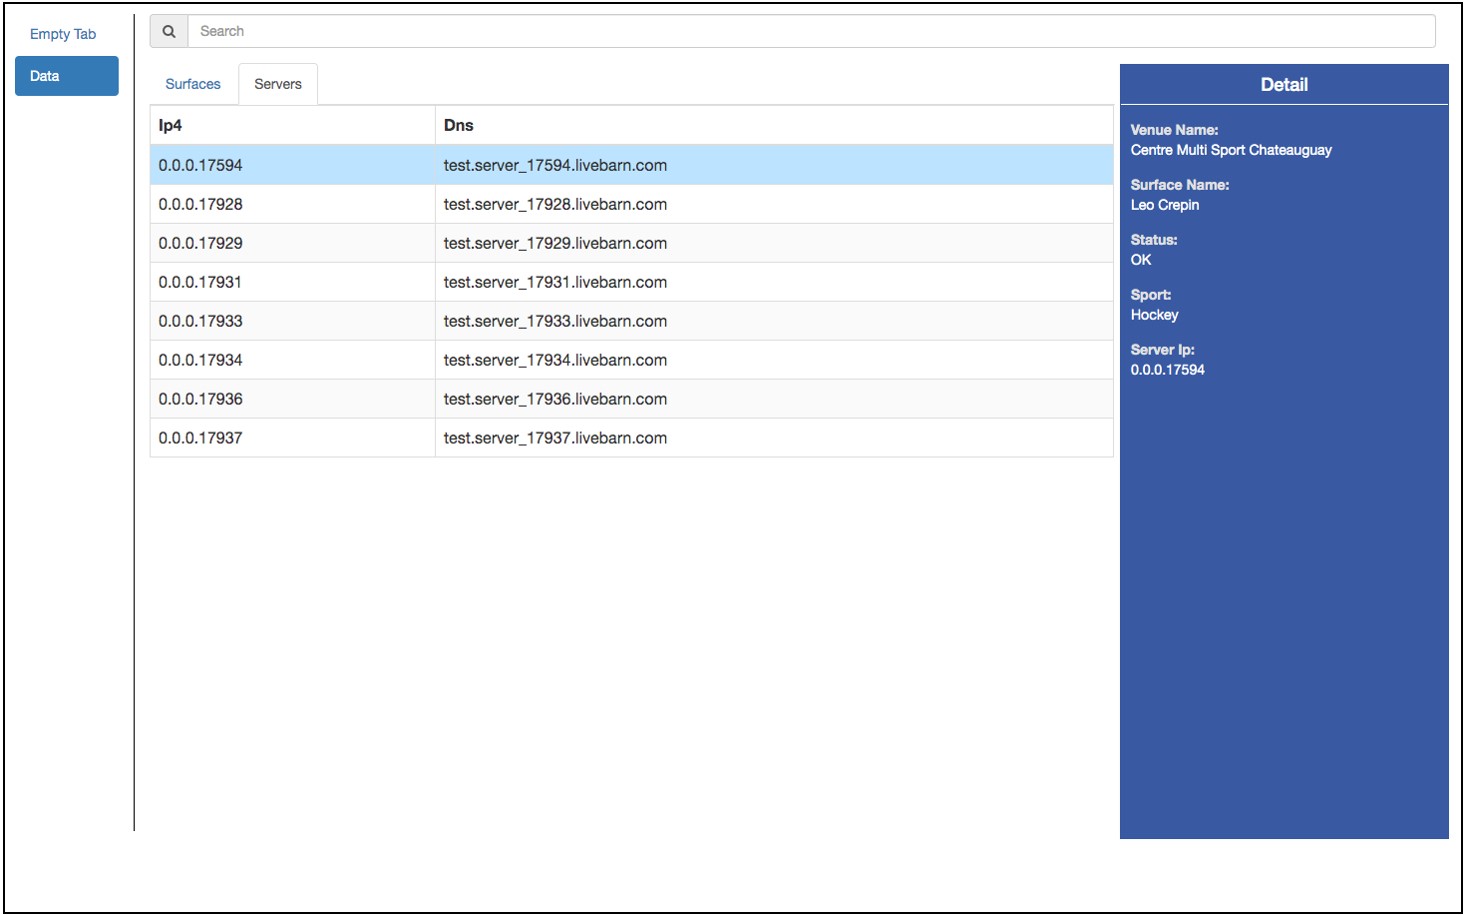 Empty Tab
Data
Search
Surfaces
Servers
Ip4 Dns
0.0.0.17594 test.server_17594.livebarn.com
0.0.0.17928 test.server_17928.livebarn.com
0.0.0.17929 test.server_17929.livebarn.com
0.0.0.17931 test.server_17931.livebarn.com
0.0.0.17933 test.server_17933.livebarn.com
0.0.0.17934 test.server_17934.livebarn.com
0.0.0.17936 test.server_17936.livebarn.com
0.0.0.17937 test.server_17937.livebarn.com
Detail
Venue Name:
Centre Multi Sport Chateauguay
Surface Name:
Leo Crepin
Status:
OK
Sport:
Hockey
Server Ip:
0.0.0.17594